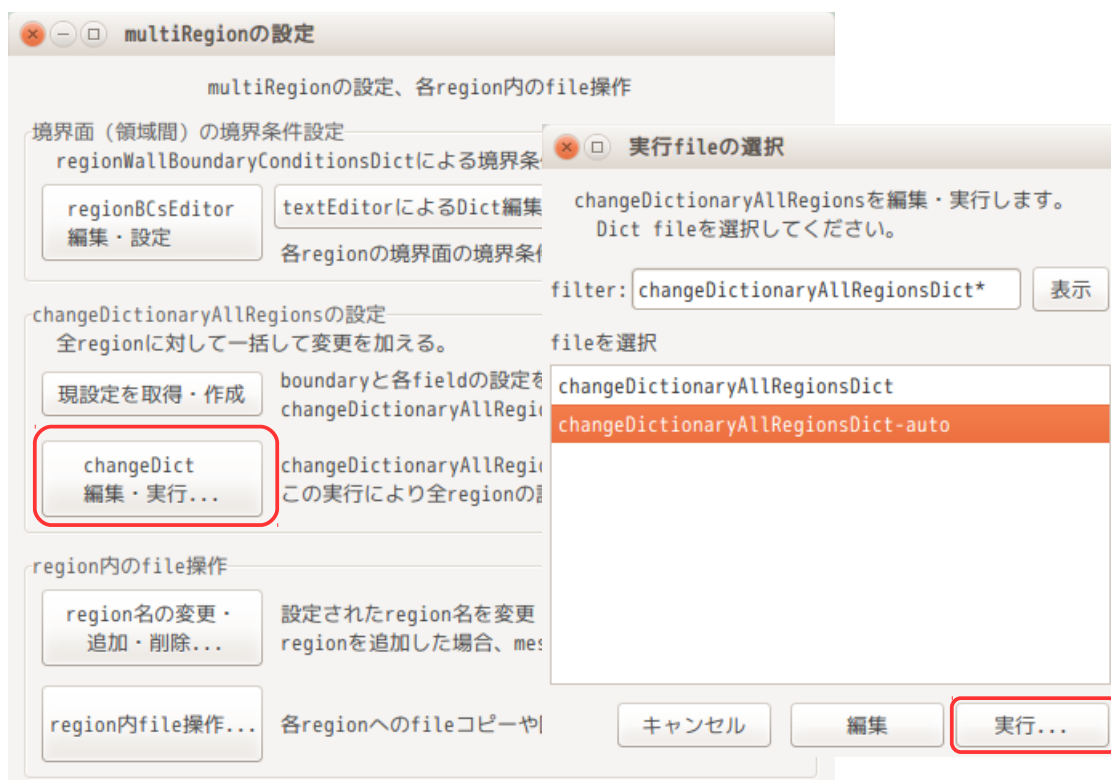 multiRegionの設定
multiRegionの設定、各region内のfile操作
境界面（領域間）の境界条件設定
regionWallBoundaryConditionsDictによる境界条
regionBCsEditor
編集・設定
textEditorによるDict編集
各regionの境界面の境界条
changeDictionaryAllRegionsの設定
全regionに対して一括して変更を加える。
現設定を取得・作成
boundaryと各fieldの設定を
changeDictionaryAllRegi
changeDict
編集・実行...
changeDictionaryAllRegi
この実行により全regionの
region内のfile操作
region名の変更・
追加・削除...
設定されたregion名を変更
regionを追加した場合、mes
region内file操作...
各regionへのfileコピーや
実行fileの選択
changeDictionaryAllRegionsを編集・実行します。
Dict fileを選択してください。
filter: changeDictionaryAllRegionsDict* 表示
fileを選択
changeDictionaryAllRegionsDict
changeDictionaryAllRegionsDict-auto
キャンセル 編集 実行...